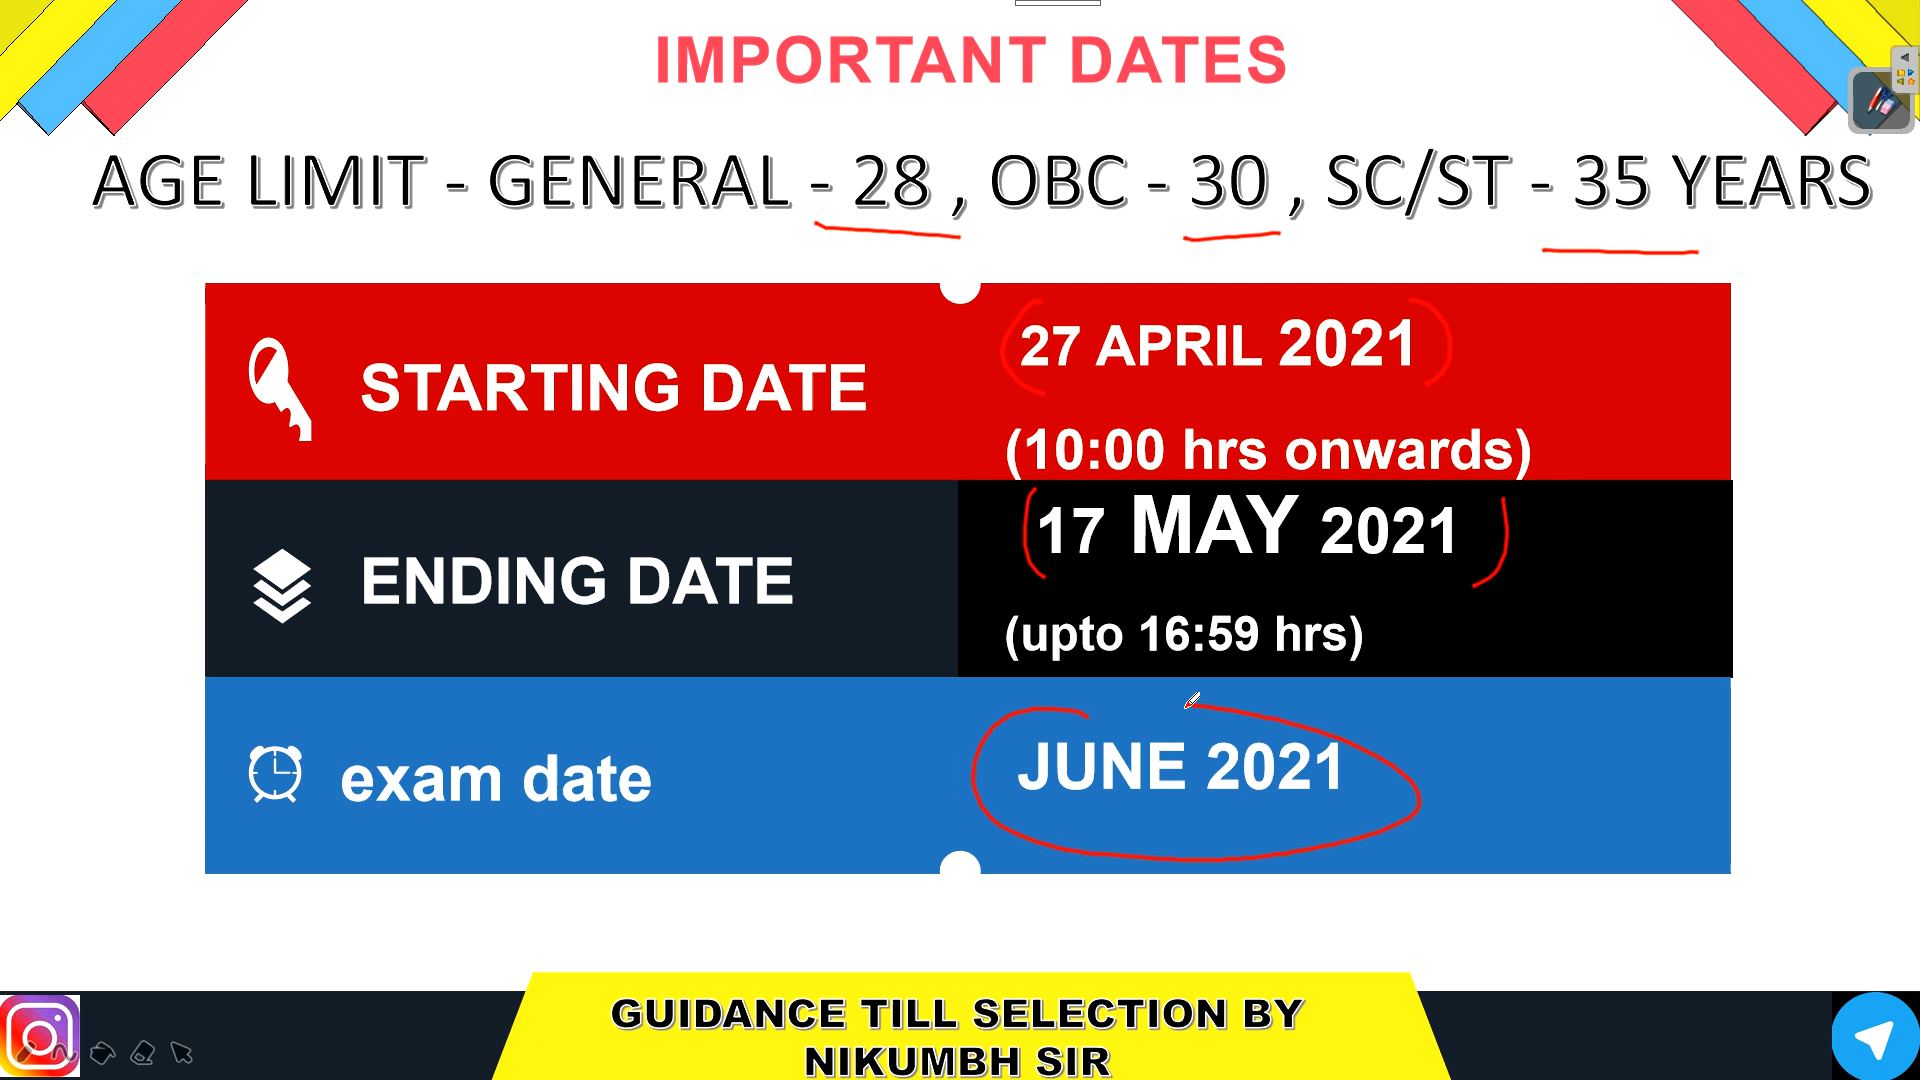 IMPORTANT DATES
AGE LIMIT - GENERAL - 28 , OBC - 30 , SC/ST - 35 YEARS
STARTING DATE
27 APRIL 2021
(10:00 hrs onwards)
ENDING DATE
17 MAY 2021
(upto 16:59 hrs)
exam date
JUNE 2021
GUIDANCE TILL SELECTION BY
NIKUMBH SIR